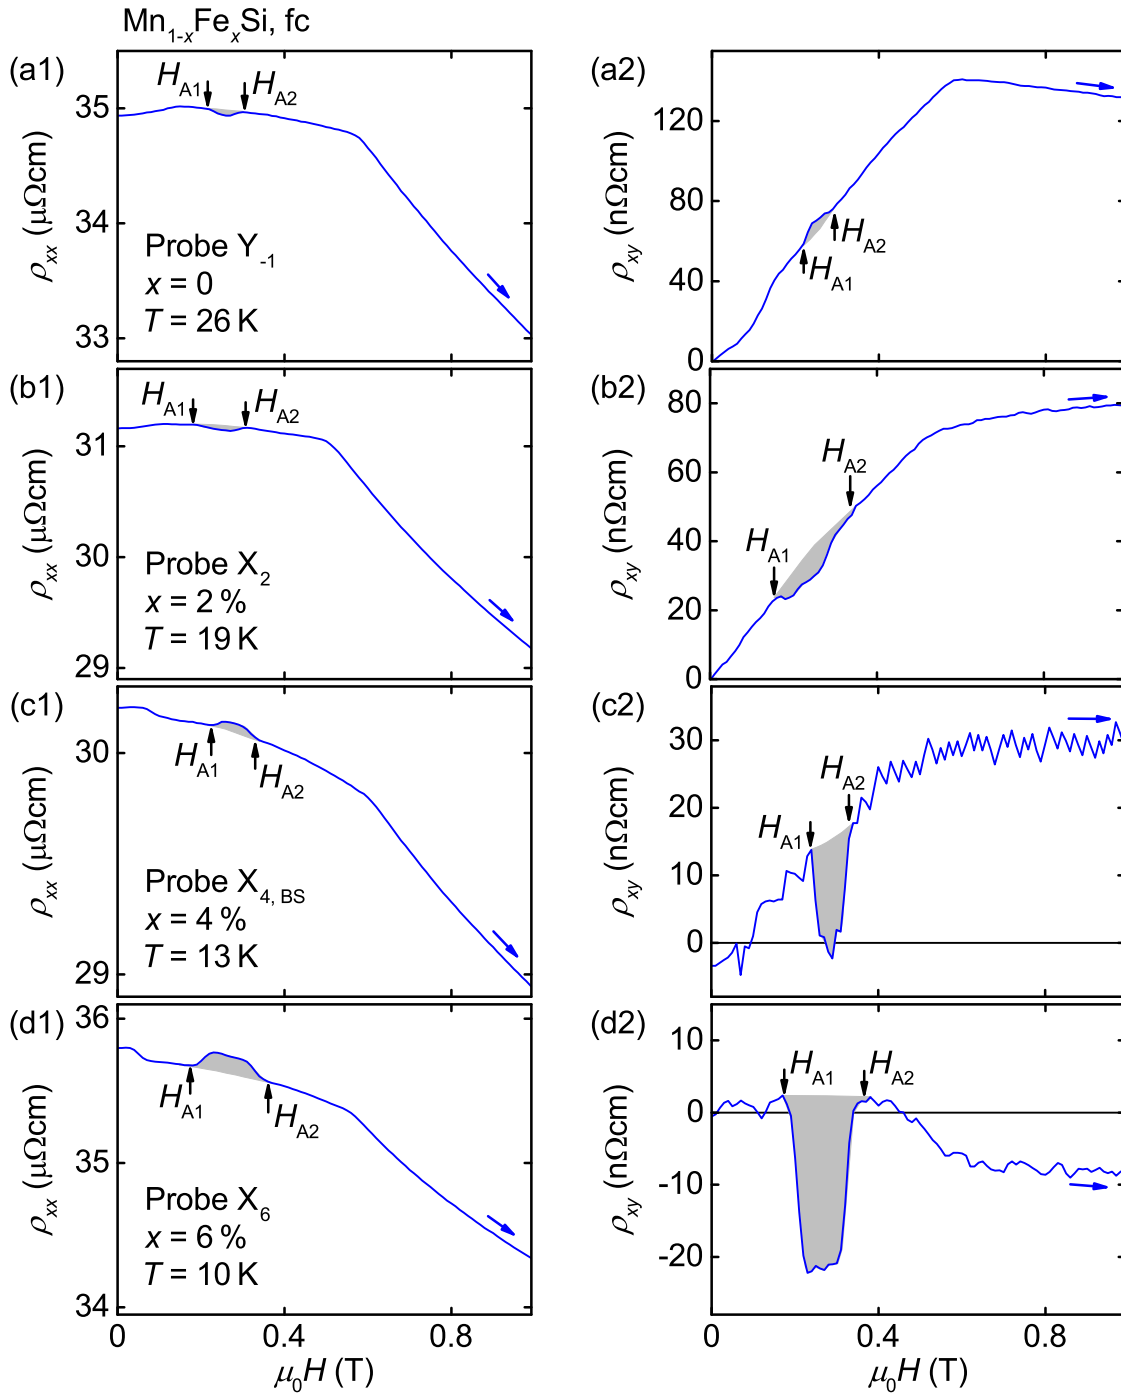 Mn1-xFexSi, fc
(a1)
HA1
HA2
35
34
33
ρxx (μΩcm)
Probe Y-1
x = 0
T = 26 K
(a2)
120
80
40
0
ρxy (nΩcm)
HA2
HA1
(b1)
HA1
HA2
31
30
29
ρxx (μΩcm)
Probe X2
x = 2 %
T = 19 K
(b2)
80
60
40
20
0
ρxy (nΩcm)
HA2
HA1
(c1)
30
29
ρxx (μΩcm)
HA1
HA2
Probe X4, BS
x = 4 %
T = 13 K
(c2)
30
20
10
0
ρxy (nΩcm)
HA2
HA1
(d1)
36
35
34
ρxx (μΩcm)
HA1
HA2
Probe X6
x = 6 %
T = 10 K
0
0.4
0.8
μ0H (T)
(d2)
10
0
-10
-20
ρxy (nΩcm)
HA1
HA2
0
0.4
0.8
μ0H (T)